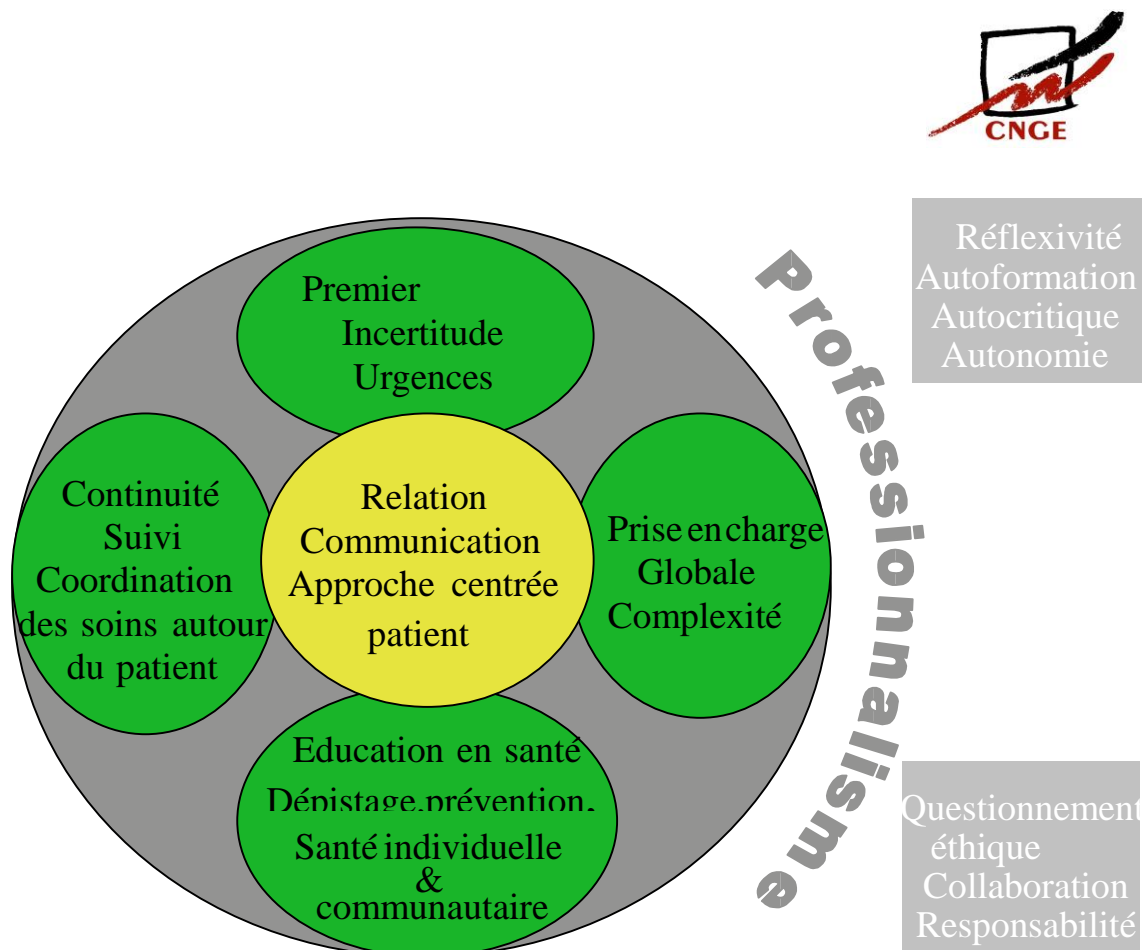 CNGE
Réflexivité
Autoformation
Autocritique
Autonomie
Professionnalisme
Premier
Incertitude
Urgences
Continuité
Suivi
Coordination
des soins autour
du patient
Relation
Communication
Approche centrée
patient
Prise en charge
Globale
Complexité
Education en santé
Dépistage,prévention,
Santé individuelle
&
communautaire
Questionnement
éthique
Collaboration
Responsabilité